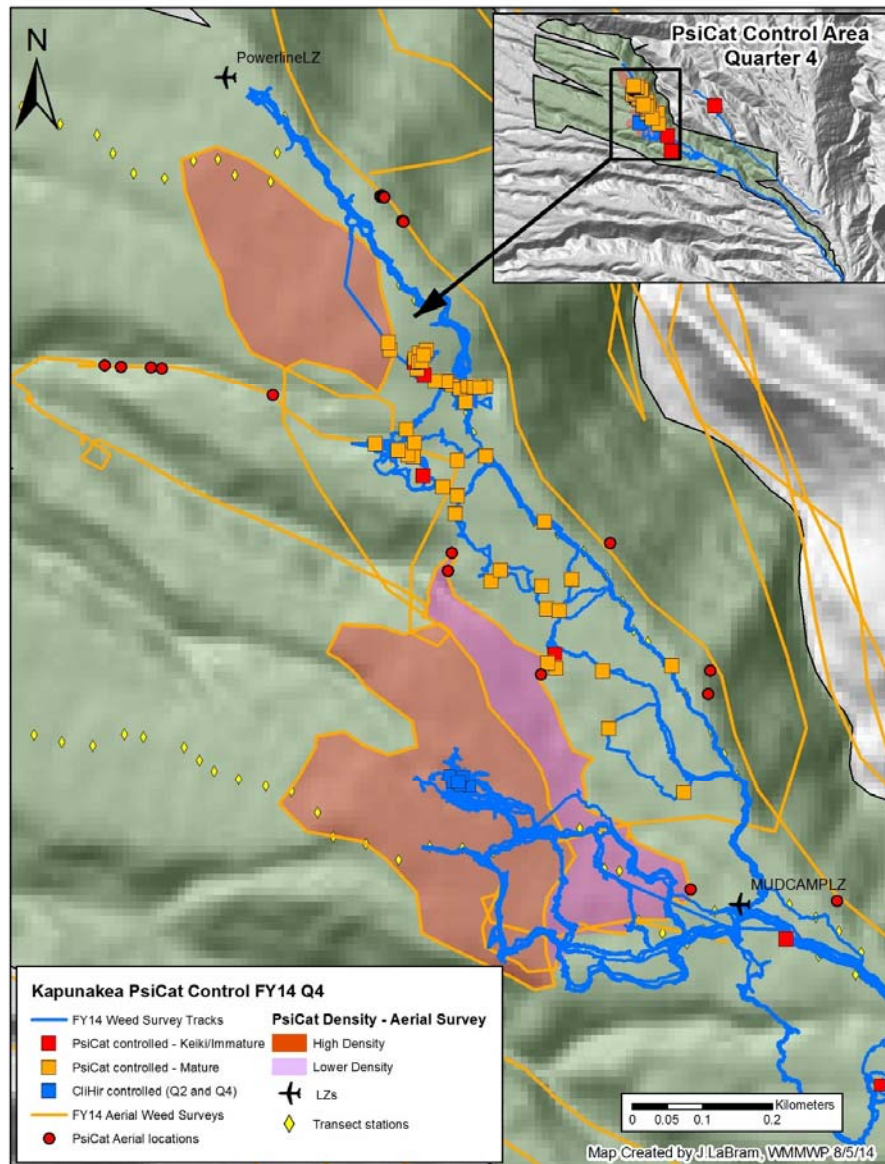 N
PowerlineLZ
PsiCat Control Area
Quarter 4
MUDCAMPLZ
Kapunakea PsiCat Control FY14 Q4
FY14 Weed Survey Tracks
PsiCat controlled - Keiki/Immature
PsiCat controlled - Mature
CliHir controlled (Q2 and Q4)
FY14 Aerial Weed Surveys
PsiCat Aerial locations
PsiCat Density - Aerial Survey
High Density
Lower Density
LZs
Transect stations
Kilometers
0 0.05 0.1 0.2
Map Created by J.LaBram, WMMWP 8/5/14